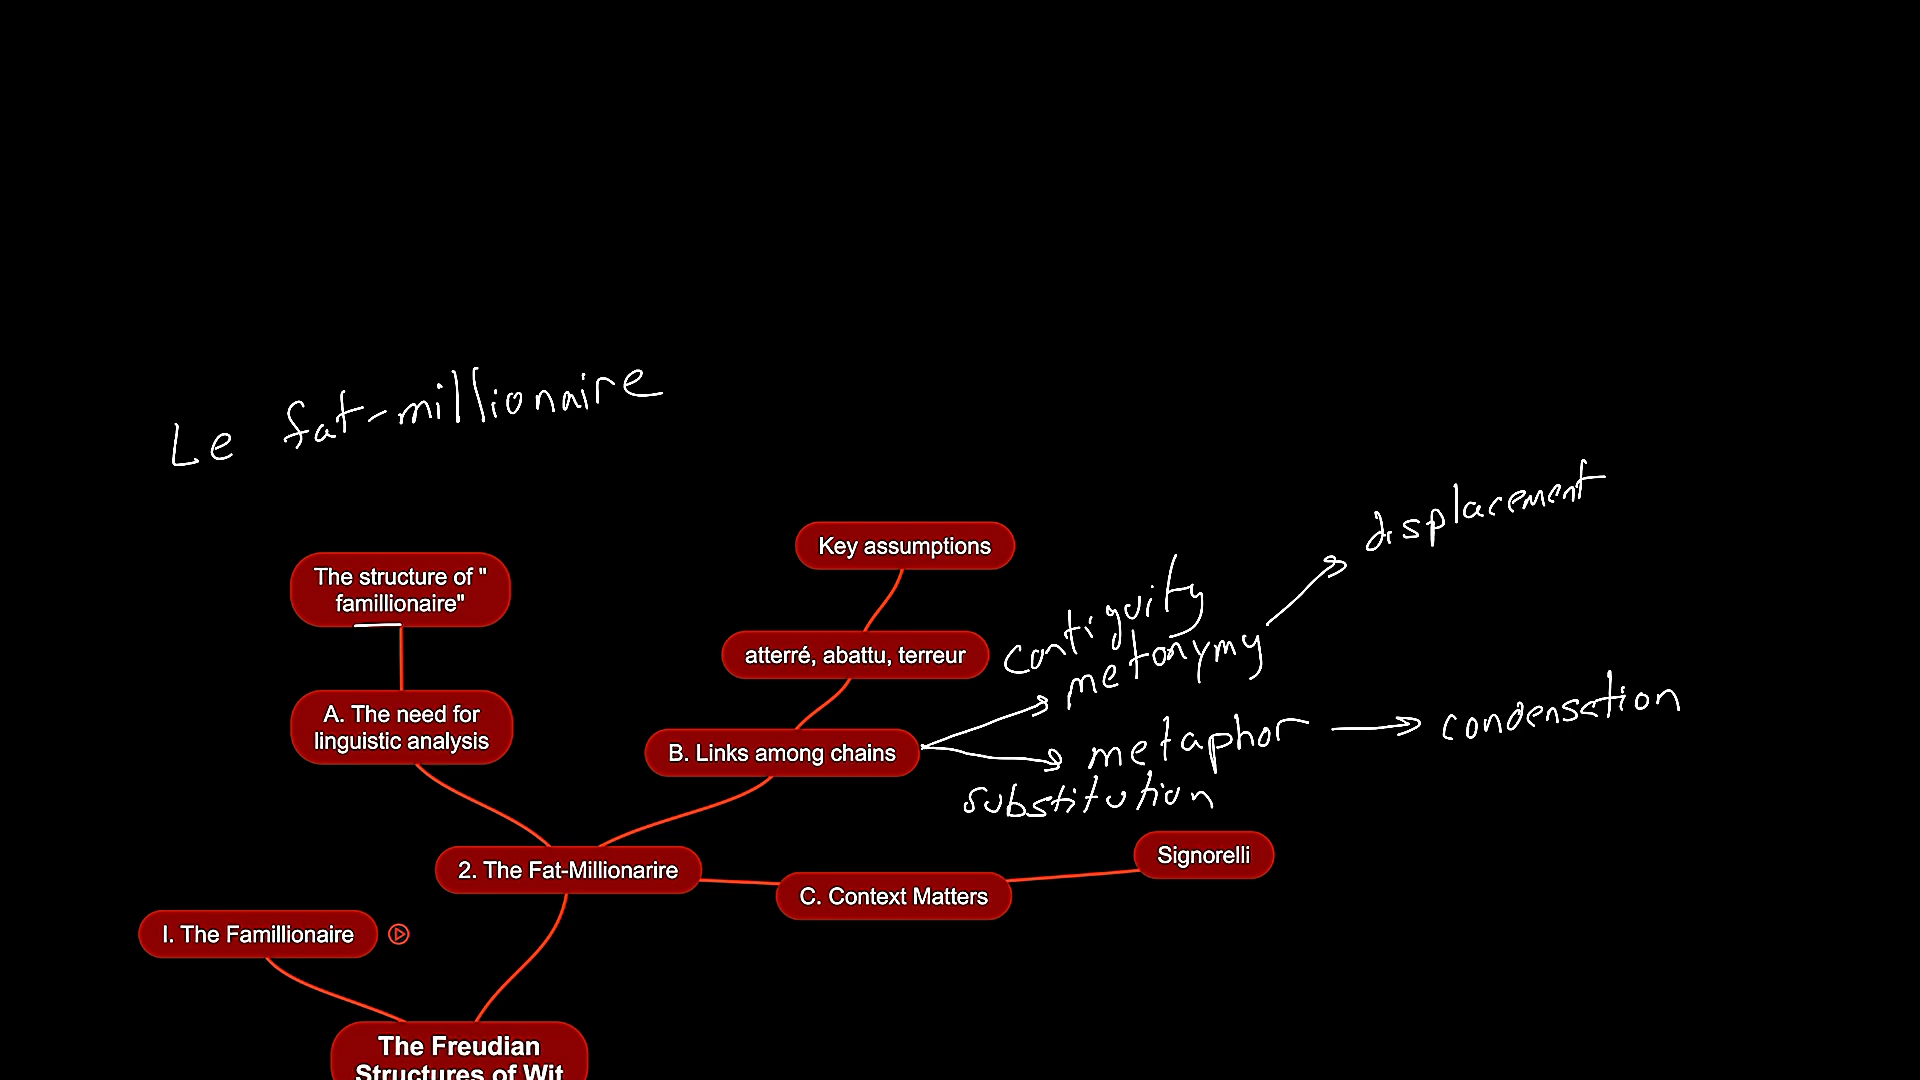 Le fat-millionaire
displacement
Key assumptions
The structure of "
famillionaire"
contiguity
atterré, abattu, terreur
metonymy
A. The need for
linguistic analysis
B. Links among chains
metaphor
condensation
substitution
Signorelli
2. The Fat-Millionarire
C. Context Matters
I. The Famillionaire
The Freudian
Structures of Wit